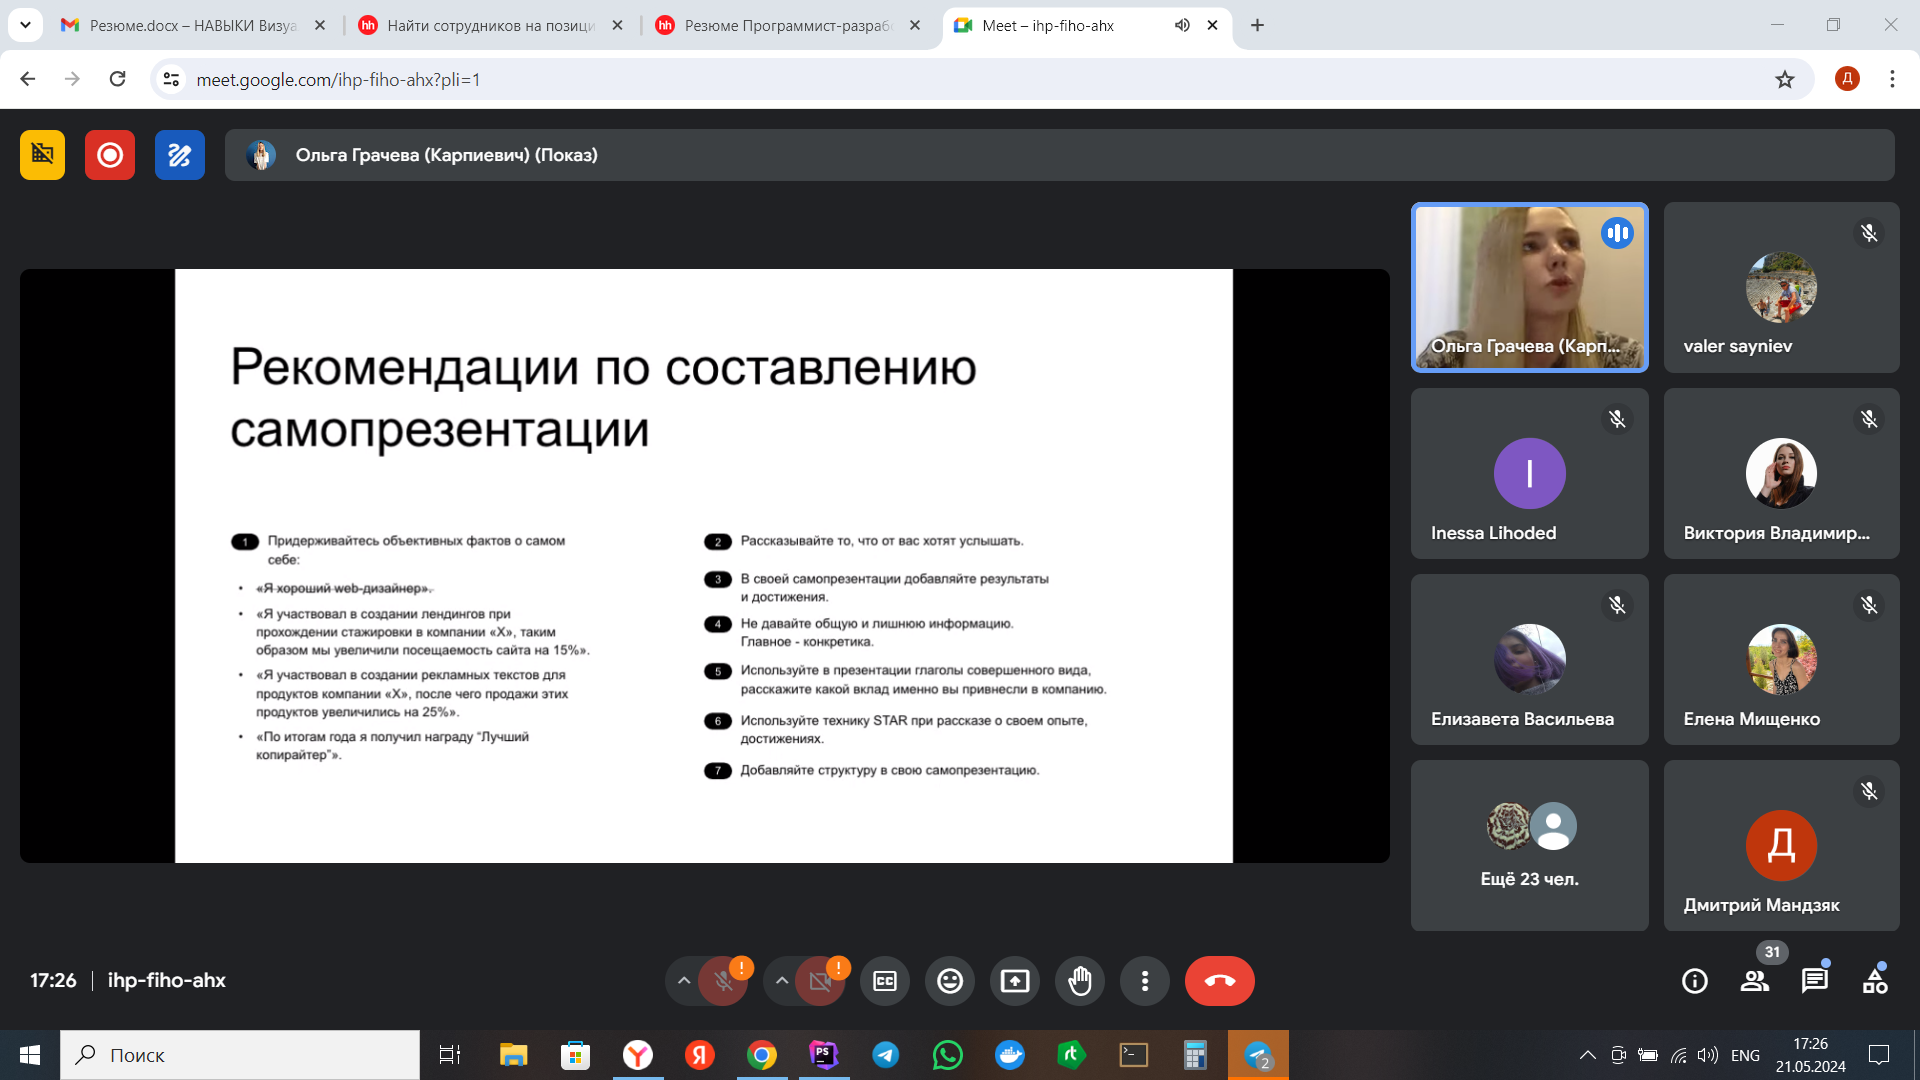 Резюме.docx – НАВЫКИ Визуа
hh
Найти сотрудников на позици
hh
Резюме Программист-разраб
Meet – ihp-fiho-ahx
meet.google.com/ihp-fiho-ahx?pli=1
Д
Ольга Грачева (Карпиевич) (Показ)
Рекомендации по составлению
самопрезентации
1 Придерживайтесь объективных фактов о самом
себе:
• «Я хороший web-дизайнер».
• «Я участвовал в создании лендингов при
прохождении стажировки в компании «X», таким
образом мы увеличили посещаемость сайта на 15%».
• «Я участвовал в создании рекламных текстов для
продуктов компании «X», после чего продажи этих
продуктов увеличились на 25%».
• «По итогам года я получил награду “Лучший
копирайтер”».
2 Рассказывайте то, что от вас хотят услышать.
3 В своей самопрезентации добавляйте результаты
и достижения.
4 Не давайте общую и лишнюю информацию.
Главное - конкретика.
5 Используйте в презентации глаголы совершенного вида,
расскажите какой вклад именно вы привнесли в компанию.
6 Используйте технику STAR при рассказе о своем опыте,
достижениях.
7 Добавляйте структуру в свою самопрезентацию.
Ольга Грачева (Карп...
valer sayniev
I
Inessa Lihoded
Виктория Владимир...
Елизавета Васильева
Елена Мищенко
Ещё 23 чел.
Д
Дмитрий Мандзяк
17:26
ihp-fiho-ahx
!
!
CC
31
Поиск
Y
Я
PS
rt
2
ENG
17:26
21.05.2024